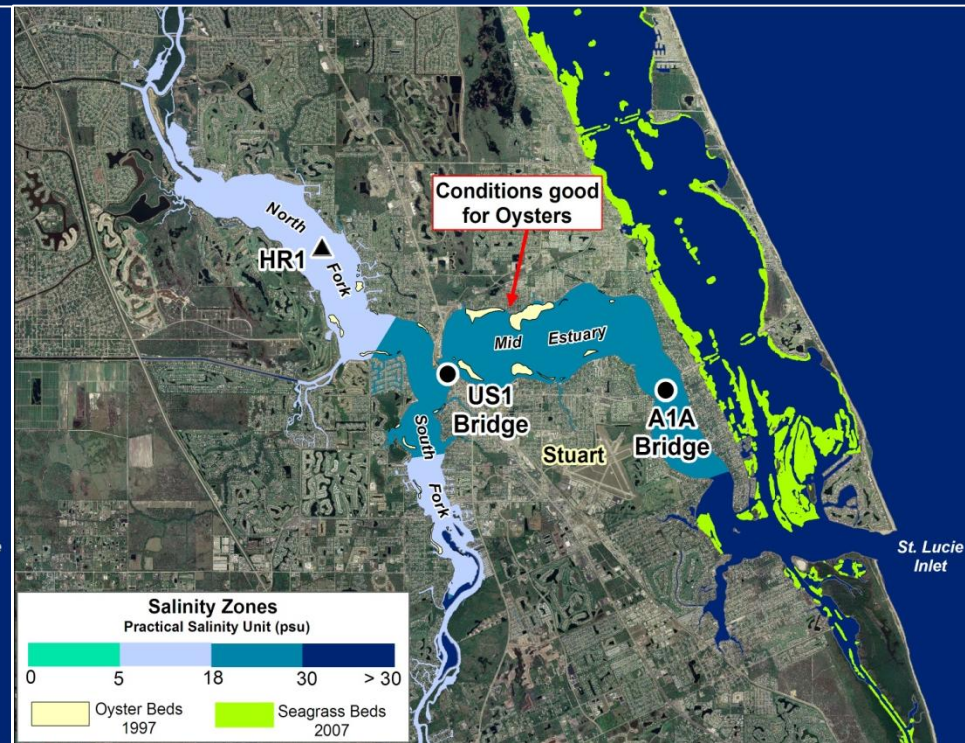 Conditions good
for Oysters
North
Fork
HR1
Mid Estuary
US1
Bridge
A1A
Bridge
South
Fork
Stuart
St. Lucie
Inlet
Salinity Zones
Practical Salinity Unit (psu)
0 5 18 30 > 30
Oyster Beds
1997
Seagrass Beds
2007